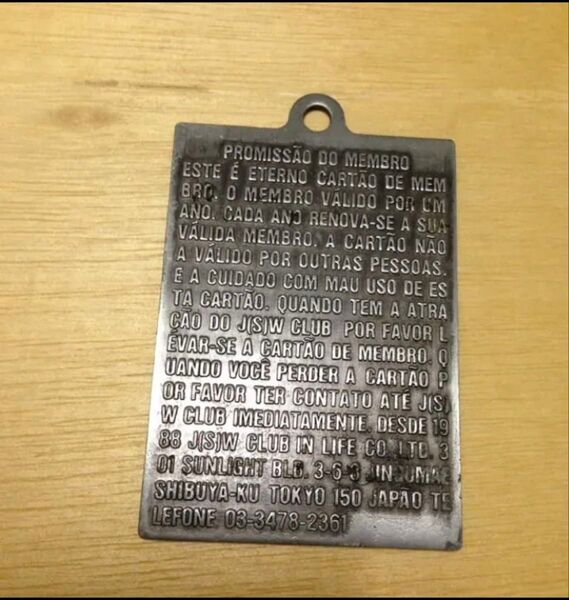 PROMISSÃO DO MEMBRO
ESTE É ETERNO CARTÃO DE MEM
BRO. O MEMBRO VÁLIDO POR UM
ANO. CADA ANO RENOVA-SE A SUA
VÁLIDA MEMBRO. A CARTÃO NÃO
A VÁLIDO POR OUTRAS PESSOAS.
E A CUIDADO COM MAU USO DE ES
TA CARTÃO. QUANDO TEM A ATRA
ÇÃO DO J(S)W CLUB POR FAVOR L
ÉVAR-SE A CARTÃO DE MEMBRO. Q
UANDO VOCÊ PERDER A CARTÃO P
OR FAVOR TER CONTATO ATÉ J(S)
W CLUB IMEDIATAMENTE. DESDE 19
88 J(S)W CLUB IN LIFE CO., LTD. 3
01 SUNLIGHT BLD. 3-6-3 JINGUMAE
SHIBUYA-KU TOKYO 150 JAPÃO TE
LEFONE 03-3478-2361